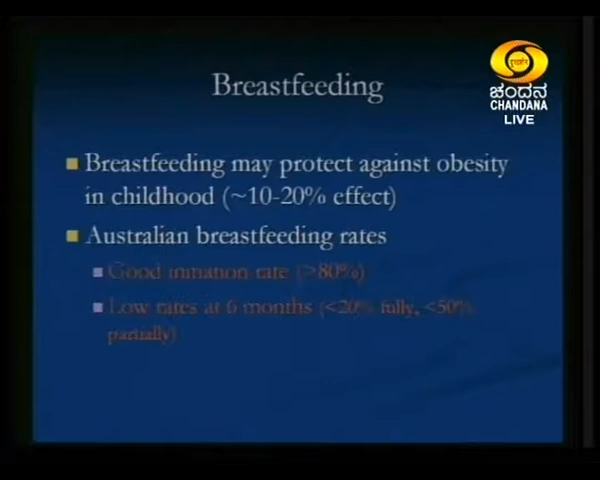 Breastfeeding
ಚಂದನ
CHANDANA
LIVE
Breastfeeding may protect against obesity
in childhood (~10-20% effect)
Australian breastfeeding rates
Good initiation rate (>80%)
Low rates at 6 months (<20% fully, <50%
partially)